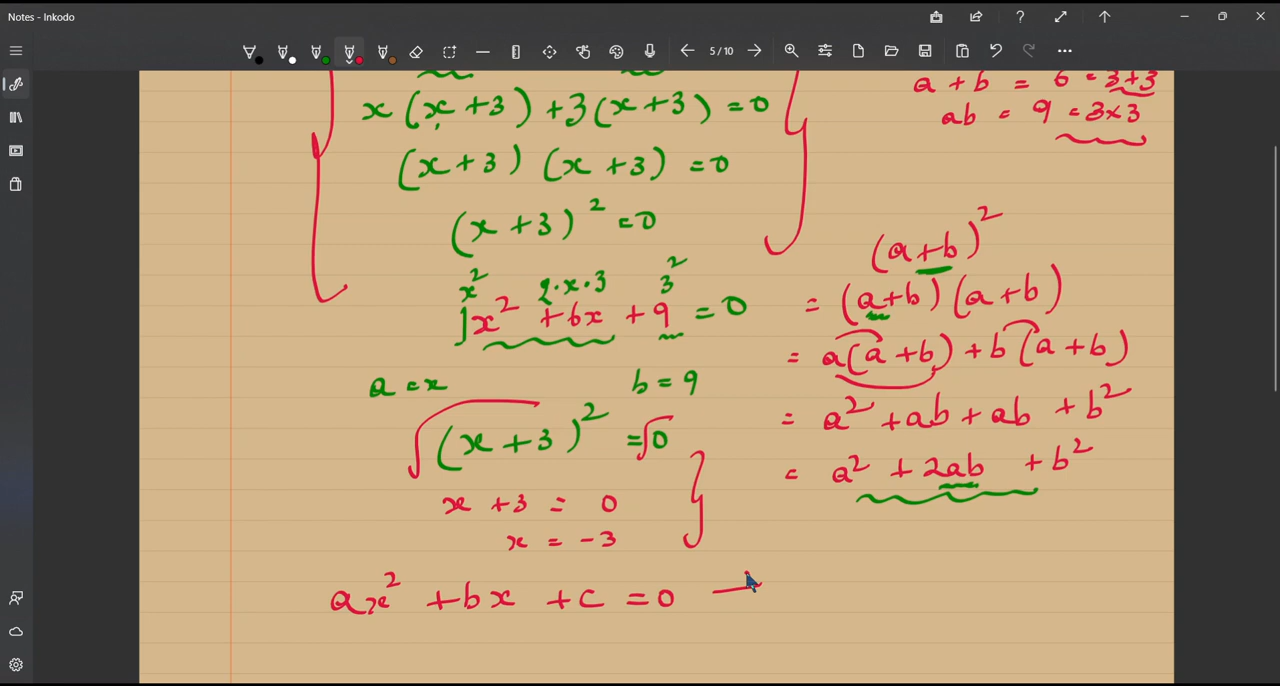 Notes - Inkodo
5 / 10
x (x + 3) + 3 (x + 3) = 0
(x + 3) (x + 3) = 0
(x + 3)² = 0
x² 2·x·3 3²
x² + 6x + 9 = 0
a = x b = 9
√(x + 3)² = √0
x + 3 = 0
x = -3
ax² + bx + c = 0 —
a + b = 6 = 3+3
ab = 9 = 3×3
(a+b)²
= (a+b) (a+b)
= a(a+b) + b(a+b)
= a² + ab + ab + b²
= a² + 2ab + b²